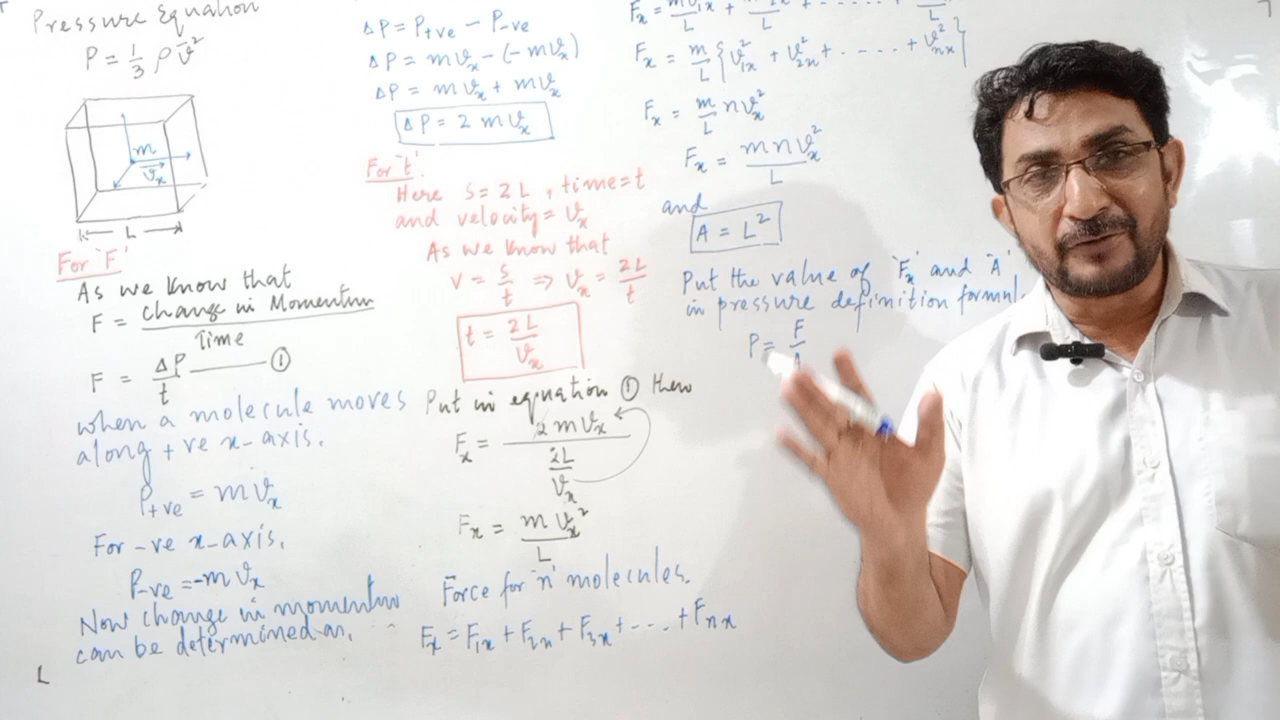 Pressure Equation
P = 1/3 ρ v̄²
m
v̄ₓ
L
For 'F'
As we know that
F = change in Momentum / Time
F = ΔP / t ——— ①
when a molecule moves
along +ve x-axis.
P+ve = mvₓ
For -ve x-axis.
P-ve = -mvₓ
Now change in momentum
can be determined as,
L
ΔP = P+ve − P-ve
ΔP = mvₓ − (−mvₓ)
ΔP = mvₓ + mvₓ
ΔP = 2mvₓ
For 't'.
Here S = 2L , time = t
and velocity = vₓ
As we know that
v = s/t ⇒ vₓ = 2L/t
t = 2L/vₓ
Put in equation ① then
Fₓ = 2mvₓ / (2L/vₓ)
Fₓ = mvₓ² / L
Force for 'n' molecules.
Fₓ = F₁ₓ + F₂ₓ + F₃ₓ + .... + Fₙₓ
Fₓ = m/L {v²₁ₓ + v²₂ₓ + ..... + v²ₙₓ}
Fₓ = m/L nvₓ²
Fₓ = mnvₓ² / L
and
A = L²
Put the value of 'Fₓ' and 'A'
in pressure definition
P = F